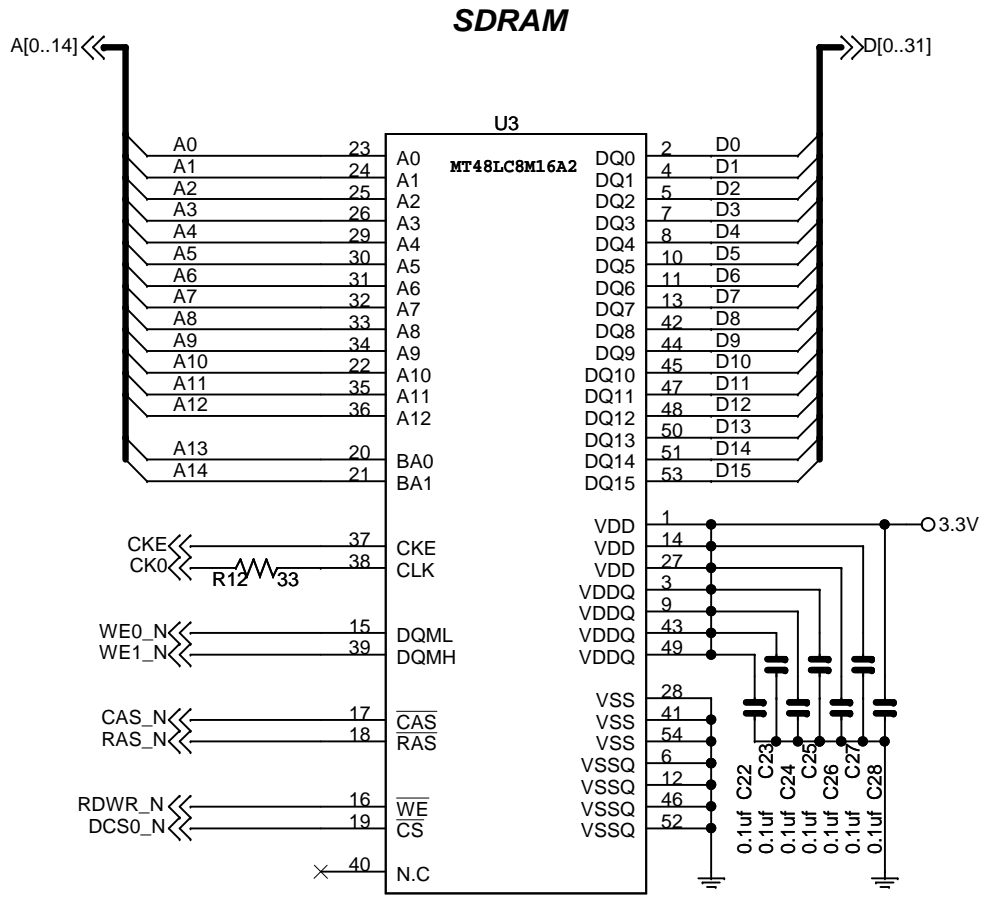 SDRAM
A[0..14]
D[0..31]
U3
MT48LC8M16A2
A0 23 A0 DQ0 2 D0
A1 24 A1 DQ1 4 D1
A2 25 A2 DQ2 5 D2
A3 26 A3 DQ3 7 D3
A4 29 A4 DQ4 8 D4
A5 30 A5 DQ5 10 D5
A6 31 A6 DQ6 11 D6
A7 32 A7 DQ7 13 D7
A8 33 A8 DQ8 42 D8
A9 34 A9 DQ9 44 D9
A10 22 A10 DQ10 45 D10
A11 35 A11 DQ11 47 D11
A12 36 A12 DQ12 48 D12
DQ13 50 D13
A13 20 BA0 DQ14 51 D14
A14 21 BA1 DQ15 53 D15
VDD 1 3.3V
CKE 37 CKE VDD 14
CK0 R12 33 38 CLK VDD 27
VDDQ 3
VDDQ 9
WE0_N 15 DQML VDDQ 43
WE1_N 39 DQMH VDDQ 49
VSS 28
CAS_N 17 CAS VSS 41
RAS_N 18 RAS VSS 54
VSSQ 6
VSSQ 12
RDWR_N 16 WE VSSQ 46
DCS0_N 19 CS VSSQ 52
40 N.C
0.1uf C22
0.1uf C23
0.1uf C24
0.1uf C25
0.1uf C26
0.1uf C27
0.1uf C28